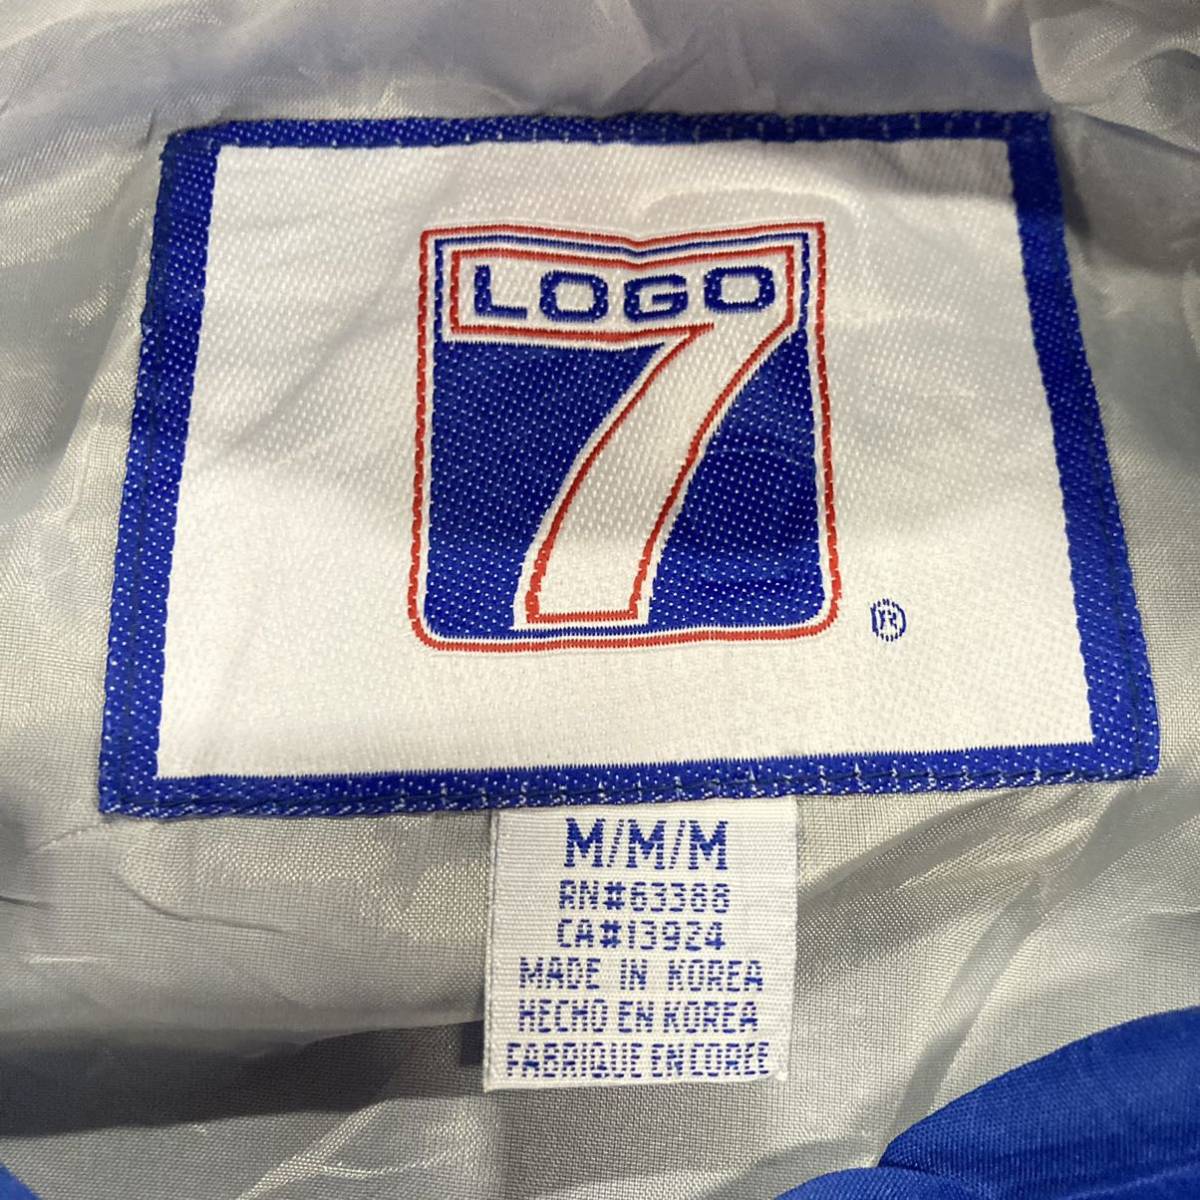 LOGO
7
®
M/M/M
RN#63388
CA#13924
MADE IN KOREA
HECHO EN KOREA
FABRIQUE EN COREE